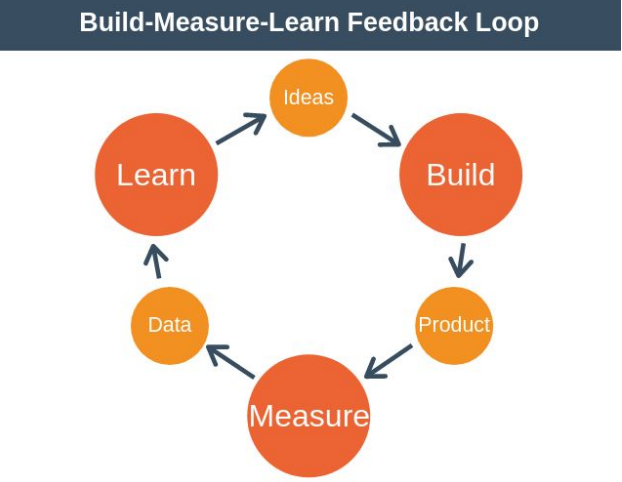 Build-Measure-Learn Feedback Loop
Ideas
Build
Product
Measure
Data
Learn